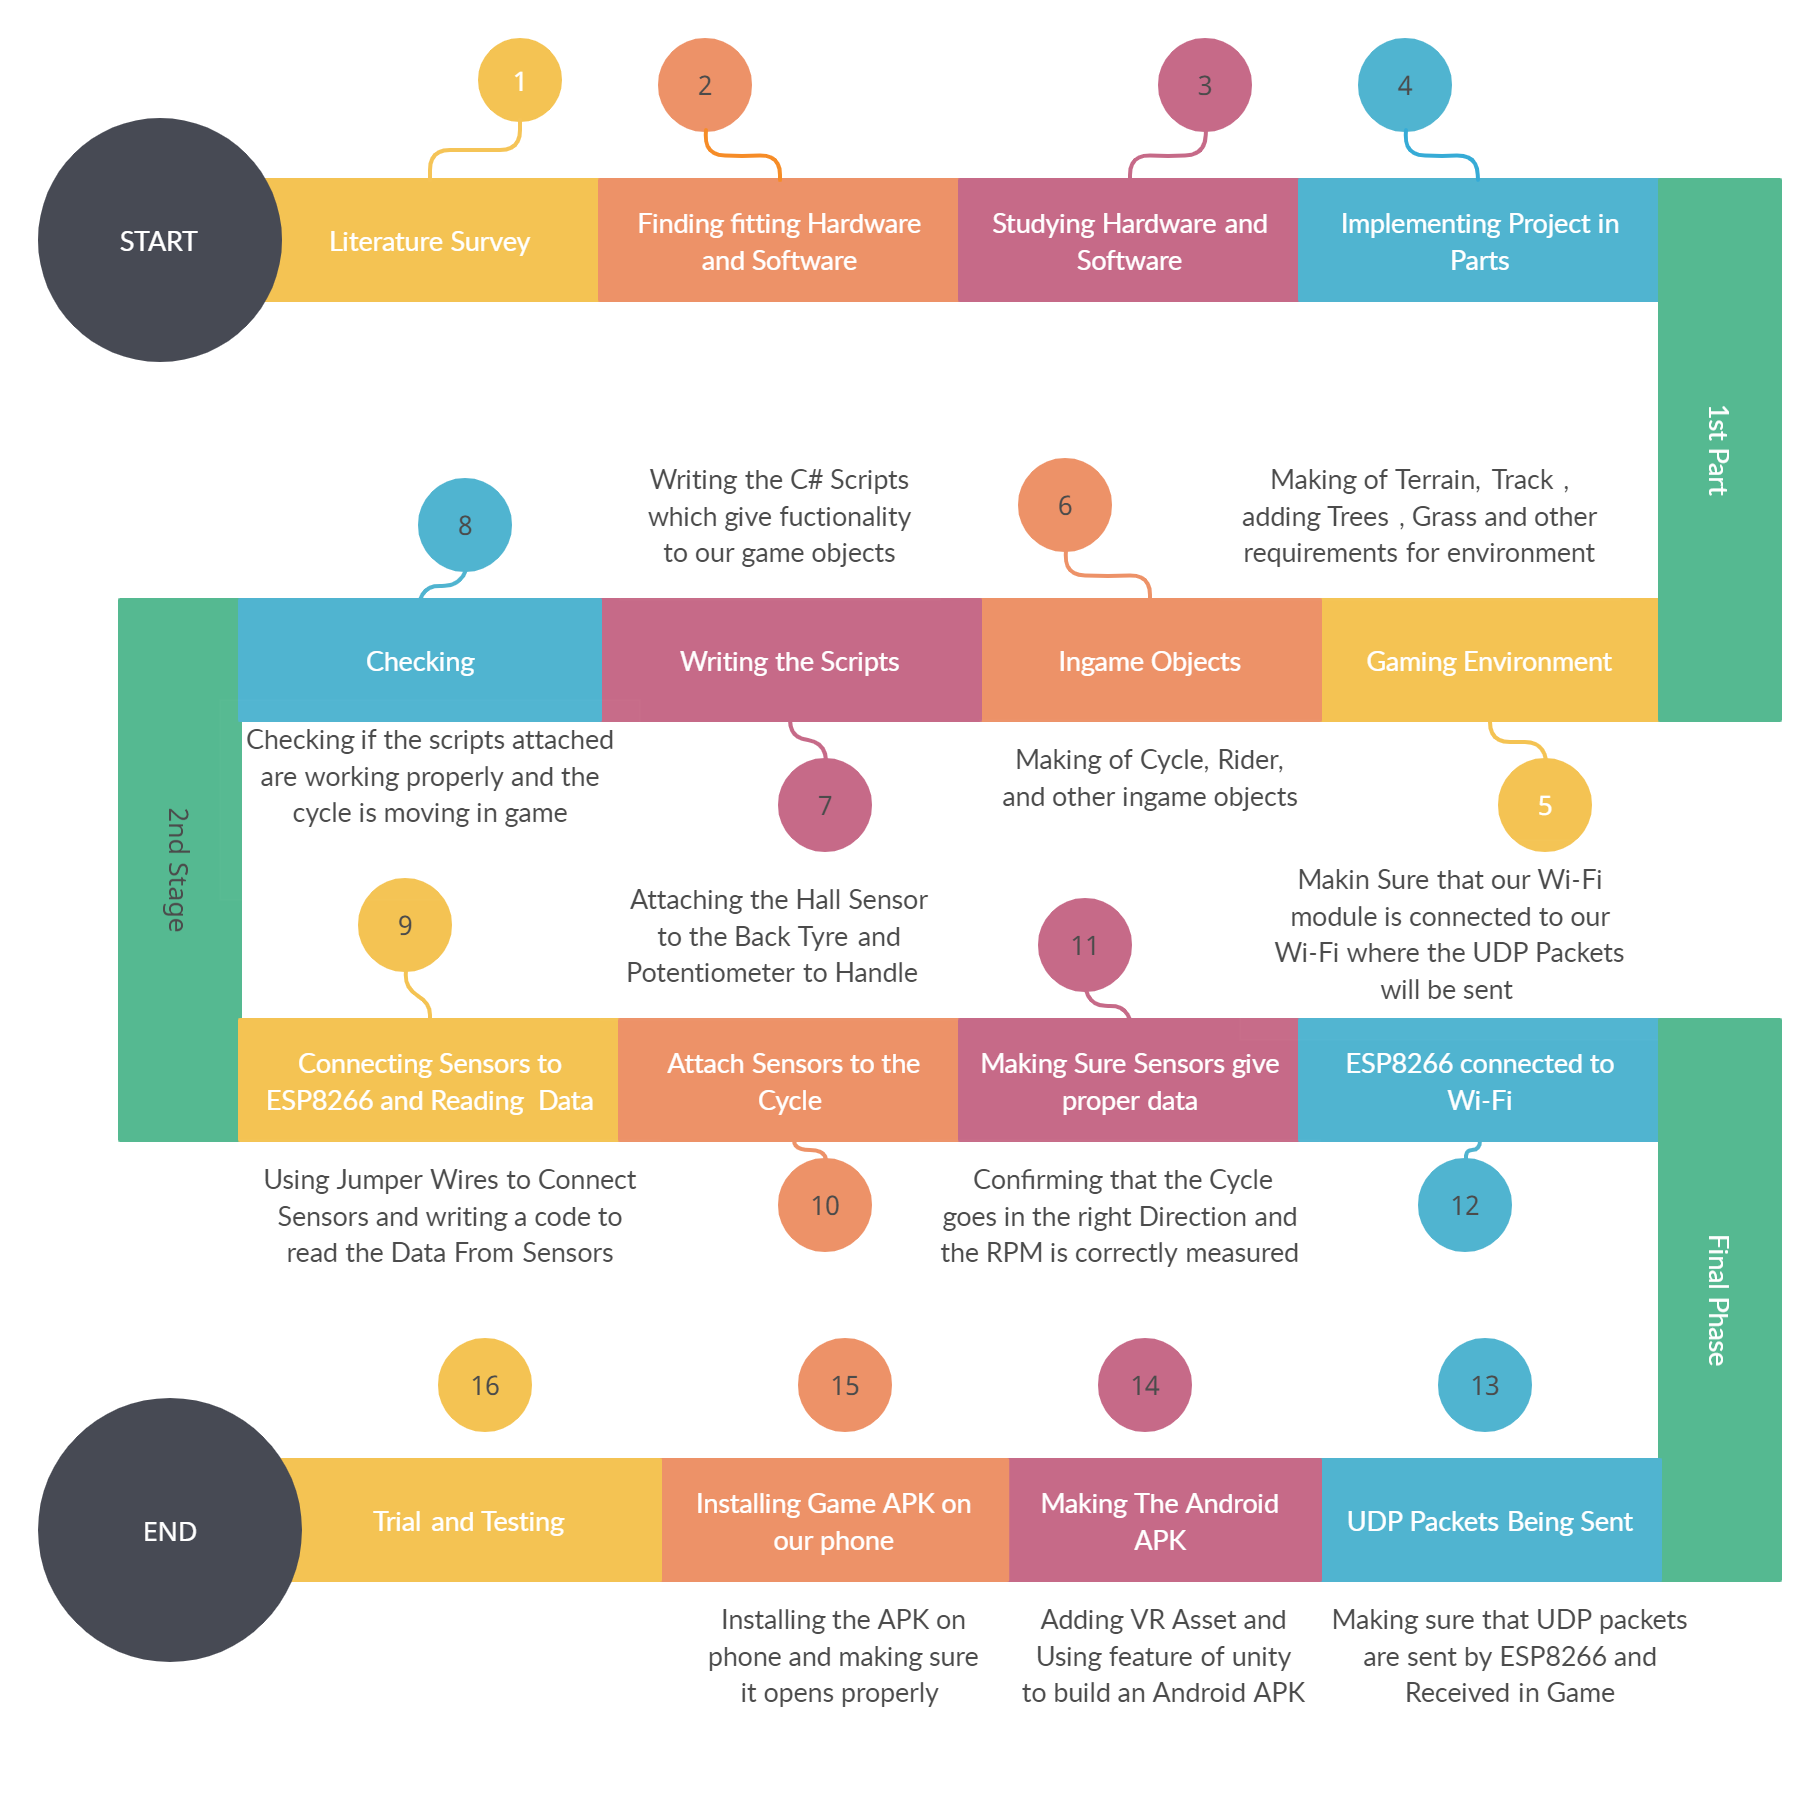 1
2
3
4
START
Literature Survey
Finding fitting Hardware
and Software
Studying Hardware and
Software
Implementing Project in
Parts
1st Part
Making of Terrain, Track ,
adding Trees , Grass and other
requirements for environment
6
Writing the C# Scripts
which give fuctionality
to our game objects
8
Gaming Environment
Ingame Objects
Writing the Scripts
Checking
5
Making of Cycle, Rider,
and other ingame objects
7
Checking if the scripts attached
are working properly and the
cycle is moving in game
2nd Stage
9
Attaching the Hall Sensor
to the Back Tyre and
Potentiometer to Handle
11
Makin Sure that our Wi-Fi
module is connected to our
Wi-Fi where the UDP Packets
will be sent
Connecting Sensors to
ESP8266 and Reading Data
Attach Sensors to the
Cycle
Making Sure Sensors give
proper data
ESP8266 connected to
Wi-Fi
Using Jumper Wires to Connect
Sensors and writing a code to
read the Data From Sensors
10
Confirming that the Cycle
goes in the right Direction and
the RPM is correctly measured
12
Final Phase
13
14
15
16
UDP Packets Being Sent
Making The Android
APK
Installing Game APK on
our phone
Trial and Testing
END
Making sure that UDP packets
are sent by ESP8266 and
Received in Game
Adding VR Asset and
Using feature of unity
to build an Android APK
Installing the APK on
phone and making sure
it opens properly